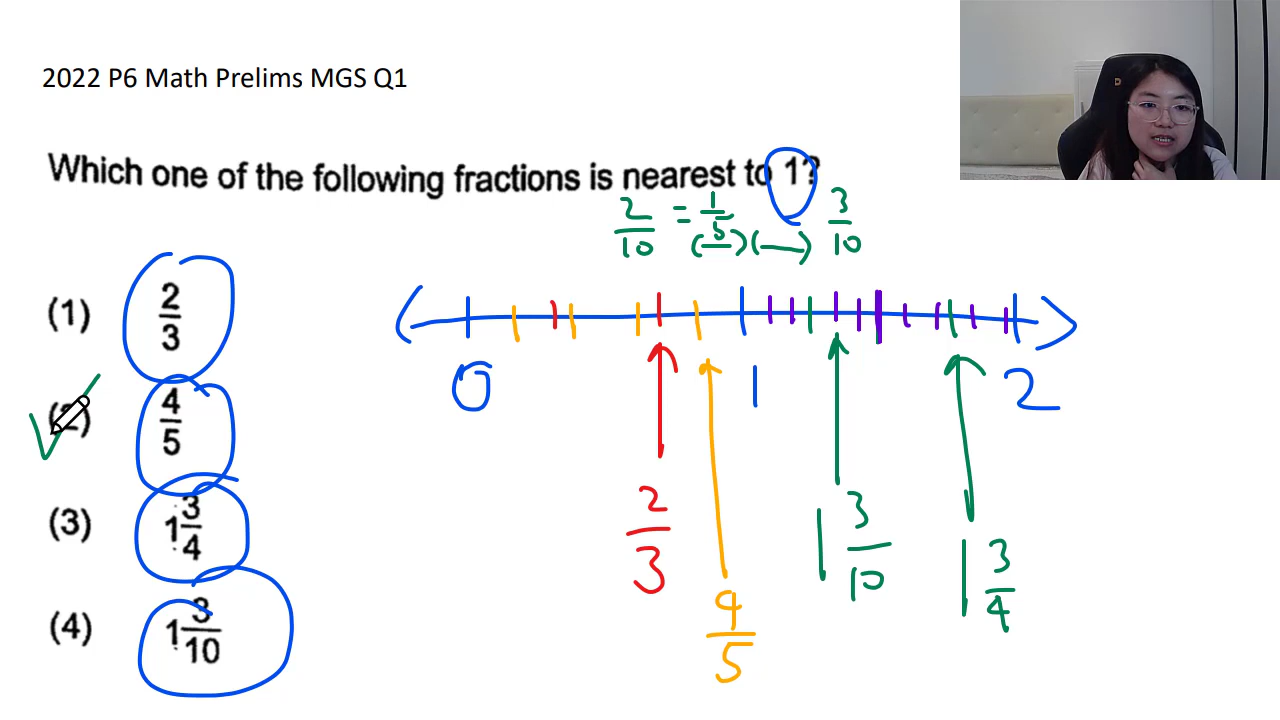 2022 P6 Math Prelims MGS Q1
Which one of the following fractions is nearest to 1?
2/10 = 1/5 3/10
(1) 2/3
(2) 4/5
(3) 1 3/4
(4) 1 3/10
0 1 2
2/3
4/5
1 3/10
1 3/4